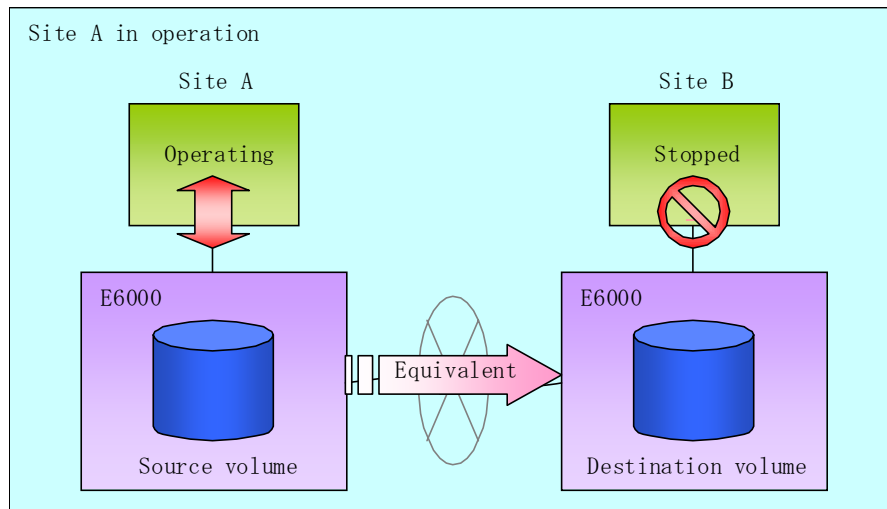 Site A in operation
Site A
Site B
Operating
Stopped
E6000
E6000
Equivalent
Source volume
Destination volume